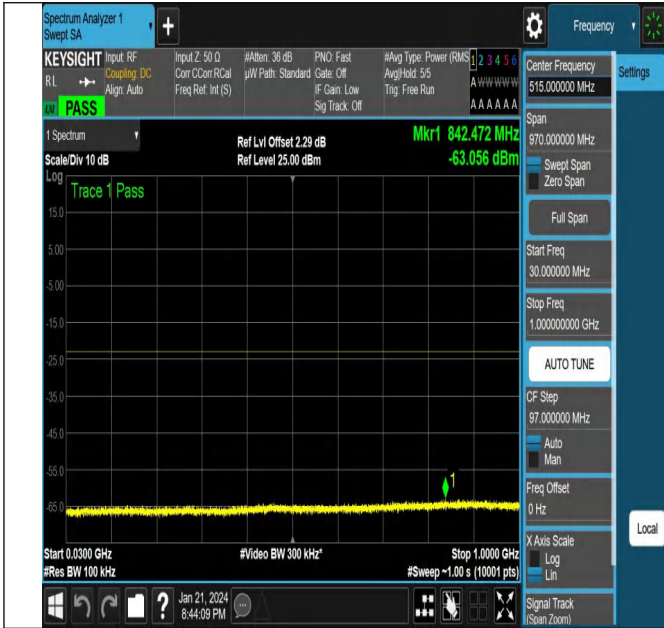 Spectrum Analyzer 1
Swept SA
Frequency
KEYSIGHT
RL
LXI
PASS
Input: RF
Coupling: DC
Align: Auto
Input Z: 50 Ω
Corr CCorr RCal
Freq Ref: Int (S)
#Atten: 36 dB
µW Path: Standard
PNO: Fast
Gate: Off
IF Gain: Low
Sig Track: Off
#Avg Type: Power (RMS
Avg|Hold: 5/5
Trig: Free Run
1 2 3 4 5 6
A W W W W W
A A A A A A
1 Spectrum
Scale/Div 10 dB
Log
Ref Lvl Offset 2.29 dB
Ref Level 25.00 dBm
Mkr1 842.472 MHz
-63.056 dBm
Trace 1 Pass
15.0
5.00
-5.00
-15.0
-25.0
-35.0
-45.0
-55.0
-65.0
1
Start 0.0300 GHz
#Res BW 100 kHz
#Video BW 300 kHz*
Stop 1.0000 GHz
#Sweep ~1.00 s (10001 pts)
Jan 21, 2024
8:44:09 PM
Center Frequency
515.000000 MHz
Span
970.000000 MHz
Swept Span
Zero Span
Full Span
Start Freq
30.000000 MHz
Stop Freq
1.000000000 GHz
AUTO TUNE
CF Step
97.000000 MHz
Auto
Man
Freq Offset
0 Hz
X Axis Scale
Log
Lin
Signal Track
(Span Zoom)
Settings
Local